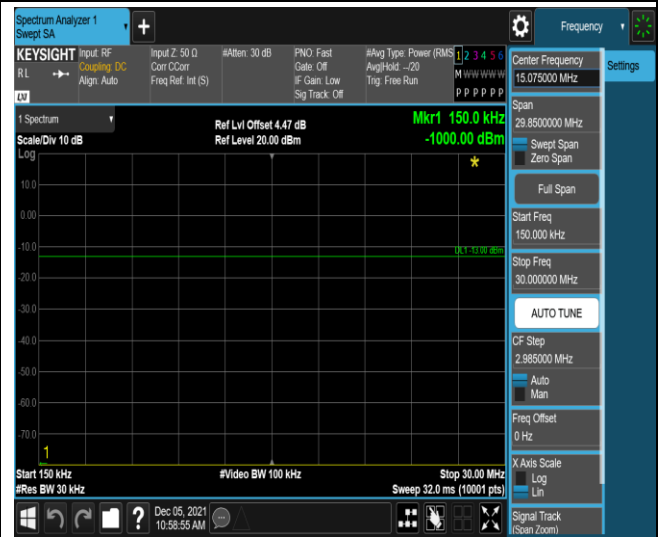 Spectrum Analyzer 1
Swept SA
+
Frequency
KEYSIGHT
RL
LXI
Input: RF
Coupling: DC
Align: Auto
Input Z: 50 Ω
Corr CCorr
Freq Ref: Int (S)
#Atten: 30 dB
PNO: Fast
Gate: Off
IF Gain: Low
Sig Track: Off
#Avg Type: Power (RMS
Avg|Hold: --/20
Trig: Free Run
1 2 3 4 5 6
M W W W W W
P P P P P P
1 Spectrum
Scale/Div 10 dB
Log
Ref Lvl Offset 4.47 dB
Ref Level 20.00 dBm
Mkr1 150.0 kHz
-1000.00 dBm
*
10.0
0.00
-10.0
DL1 -13.00 dBm
-20.0
-30.0
-40.0
-50.0
-60.0
-70.0
1
Start 150 kHz
#Video BW 100 kHz
Stop 30.00 MHz
#Res BW 30 kHz
Sweep 32.0 ms (10001 pts)
?
Dec 05, 2021
10:58:55 AM
Center Frequency
15.075000 MHz
Settings
Span
29.8500000 MHz
Swept Span
Zero Span
Full Span
Start Freq
150.000 kHz
Stop Freq
30.000000 MHz
AUTO TUNE
CF Step
2.985000 MHz
Auto
Man
Freq Offset
0 Hz
X Axis Scale
Log
Lin
Signal Track
(Span Zoom)